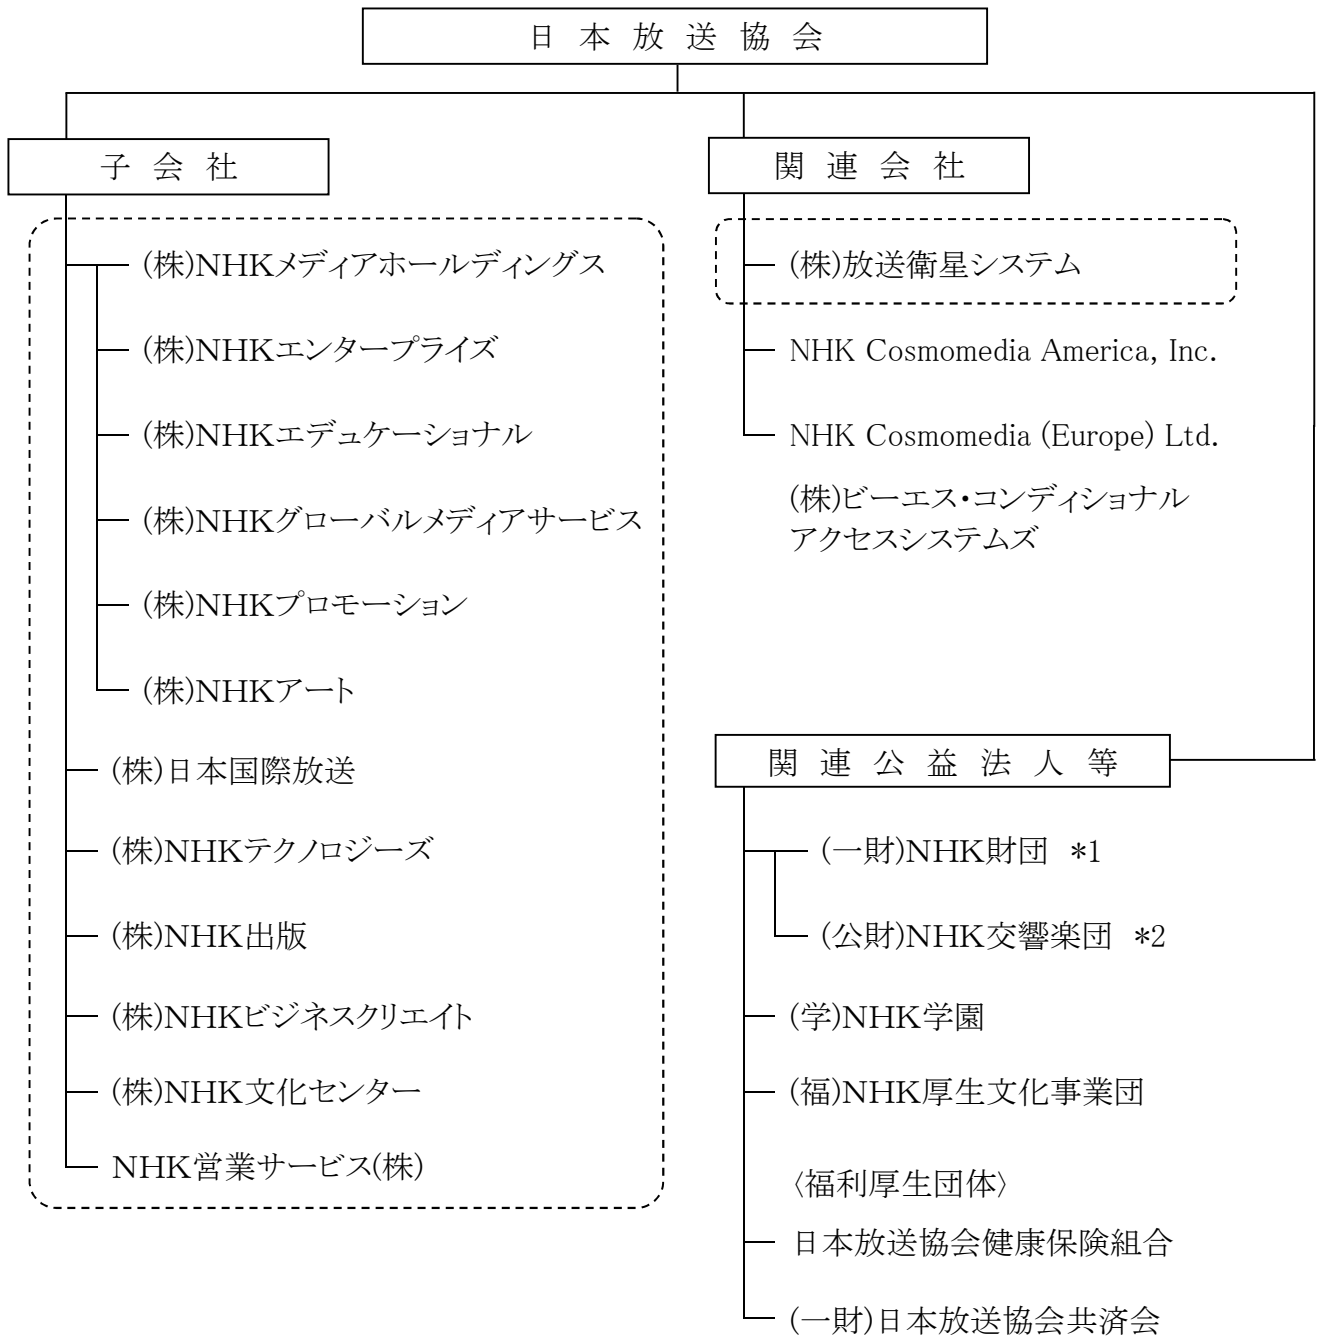 日本放送協会
子会社
(株)NHKメディアホールディングス
(株)NHKエンタープライズ
(株)NHKエデュケーショナル
(株)NHKグローバルメディアサービス
(株)NHKプロモーション
(株)NHKアート
(株)日本国際放送
(株)NHKテクノロジーズ
(株)NHK出版
(株)NHKビジネスクリエイト
(株)NHK文化センター
NHK営業サービス(株)
関連会社
(株)放送衛星システム
NHK Cosmomedia America, Inc.
NHK Cosmomedia (Europe) Ltd.
(株)ビーエス・コンディショナル
アクセスシステムズ
関連公益法人等
(一財)NHK財団 *1
(公財)NHK交響楽団 *2
(学)NHK学園
(福)NHK厚生文化事業団
〈福利厚生団体〉
日本放送協会健康保険組合
(一財)日本放送協会共済会